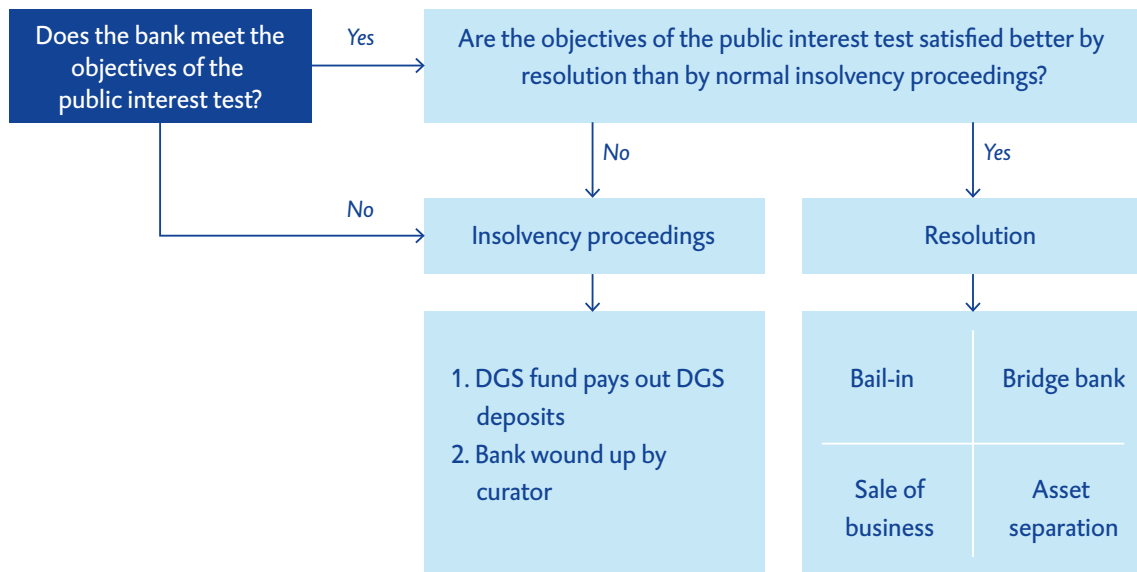 Does the bank meet the
objectives of the
public interest test?
Yes
Are the objectives of the public interest test satisfied better by
resolution than by normal insolvency proceedings?
No
Yes
No
Insolvency proceedings
Resolution
1. DGS fund pays out DGS
deposits
2. Bank wound up by
curator
Bail-in
Bridge bank
Sale of
business
Asset
separation